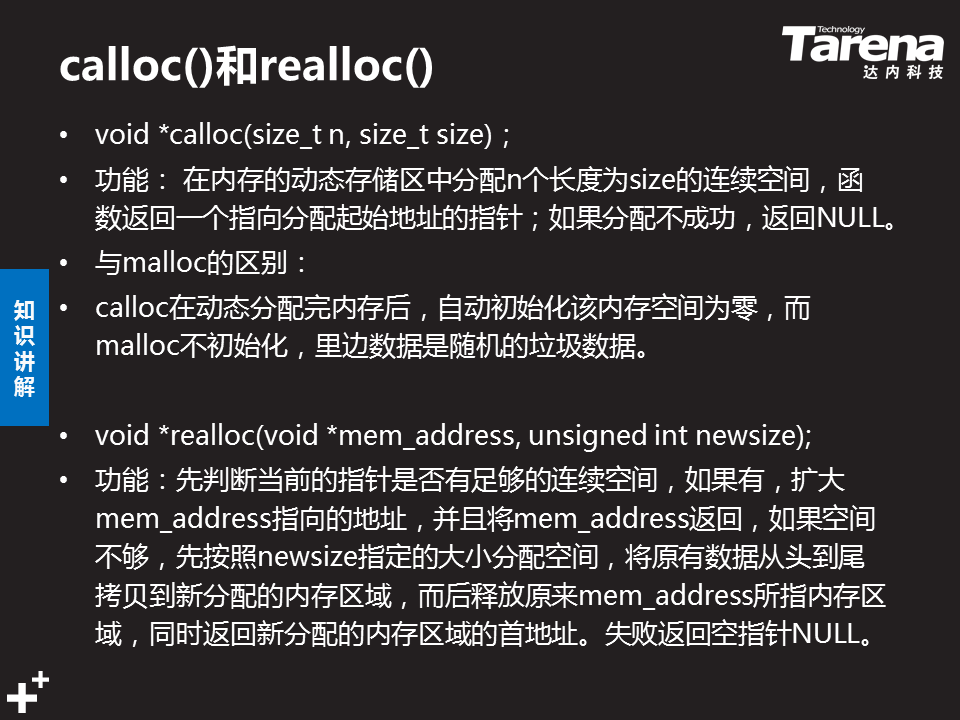 calloc()和realloc()
Technology
Tarena
达内科技
• void *calloc(size_t n, size_t size)；
• 功能： 在内存的动态存储区中分配n个长度为size的连续空间，函
数返回一个指向分配起始地址的指针；如果分配不成功，返回NULL。
• 与malloc的区别：
• calloc在动态分配完内存后，自动初始化该内存空间为零，而
malloc不初始化，里边数据是随机的垃圾数据。
知
识
讲
解
• void *realloc(void *mem_address, unsigned int newsize);
• 功能：先判断当前的指针是否有足够的连续空间，如果有，扩大
mem_address指向的地址，并且将mem_address返回，如果空间
不够，先按照newsize指定的大小分配空间，将原有数据从头到尾
拷贝到新分配的内存区域，而后释放原来mem_address所指内存区
域，同时返回新分配的内存区域的首地址。失败返回空指针NULL。